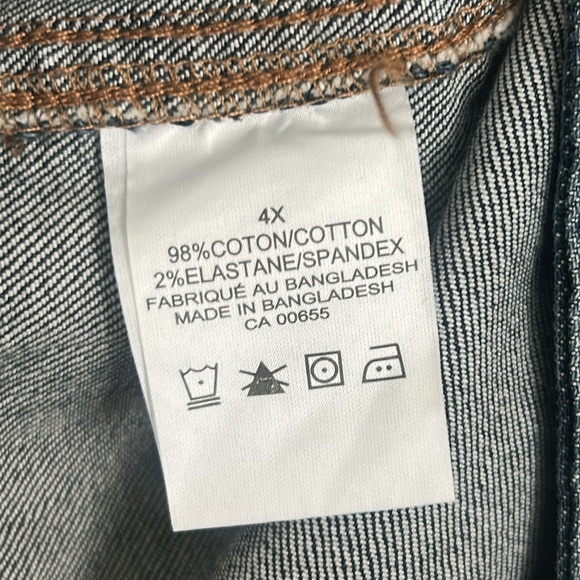 4X
98%COTON/COTTON
2%ELASTANE/SPANDEX
FABRIQUÉ AU BANGLADESH
MADE IN BANGLADESH
CA 00655